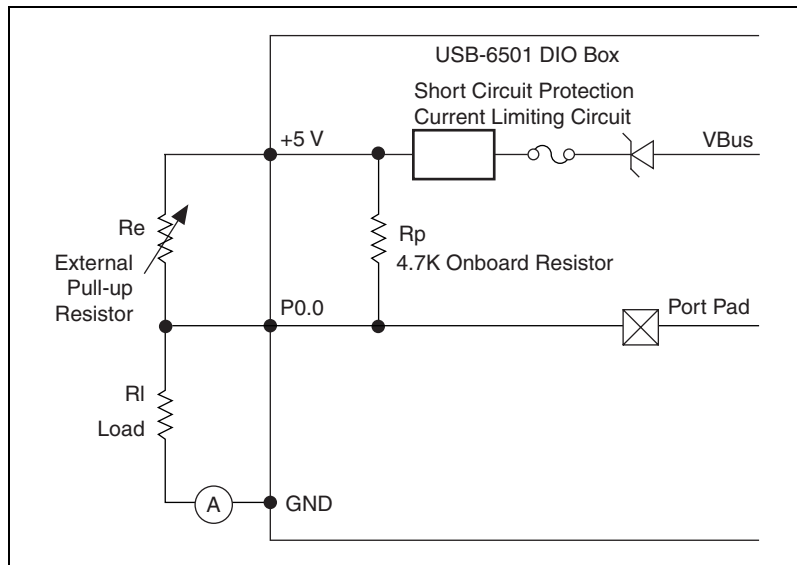 USB-6501 DIO Box
Short Circuit Protection
Current Limiting Circuit
+5 V
VBus
Re
External
Pull-up
Resistor
Rp
4.7K Onboard Resistor
P0.0
Port Pad
Rl
Load
A
GND